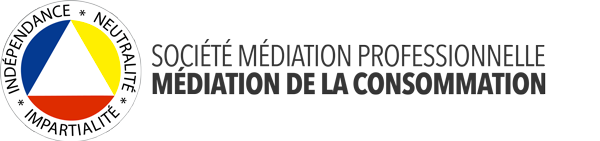 INDÉPENDANCE * NEUTRALITÉ * IMPARTIALITÉ *
SOCIÉTÉ MÉDIATION PROFESSIONNELLE
MÉDIATION DE LA CONSOMMATION